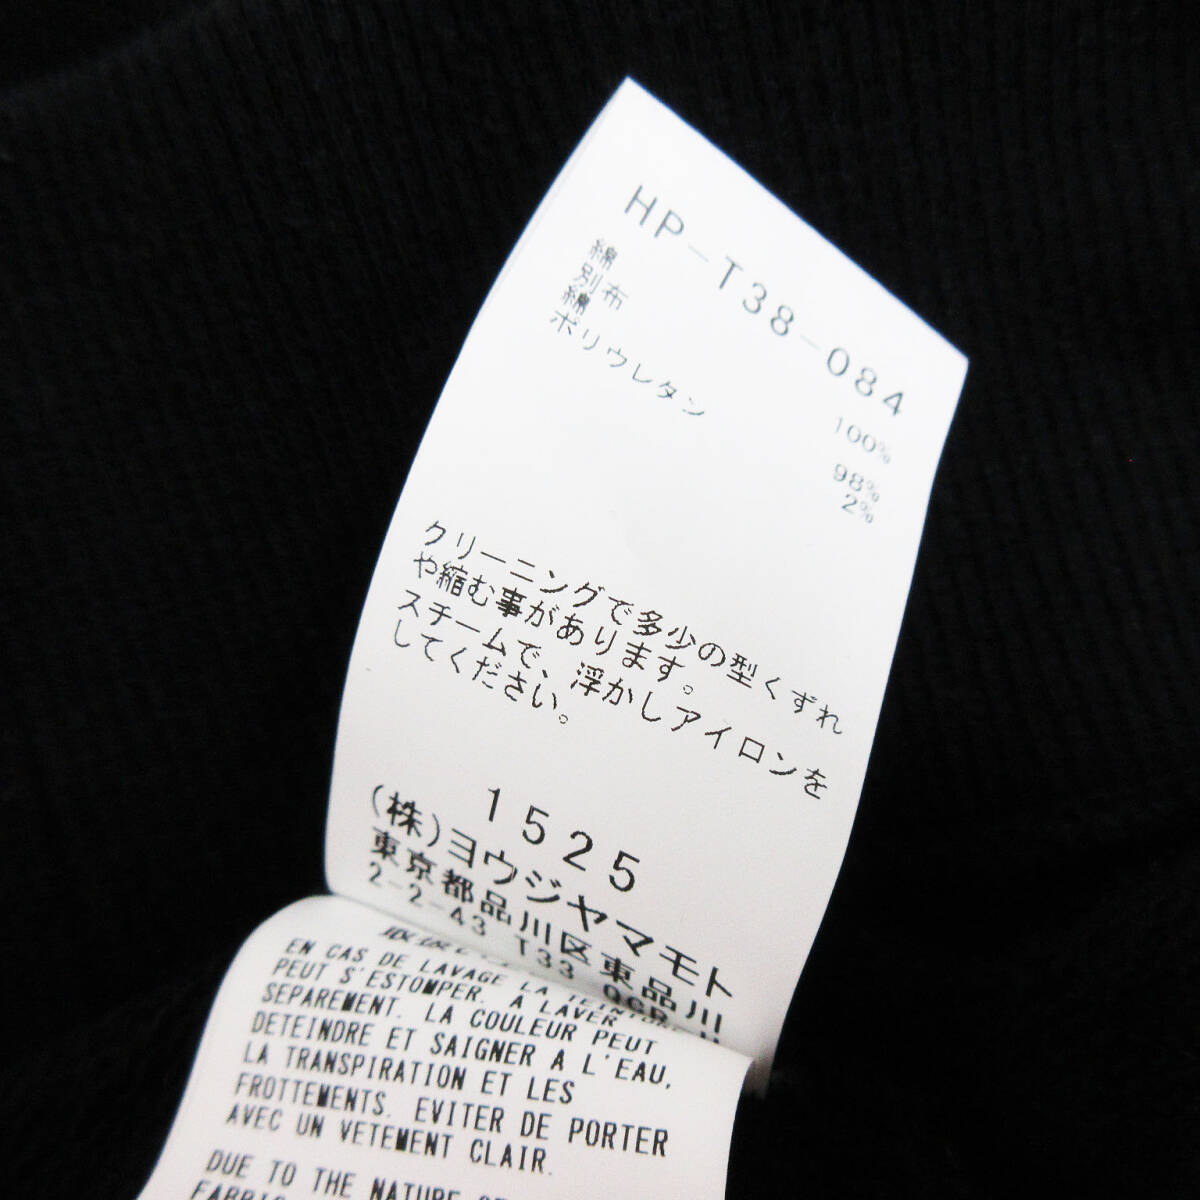 HP-T38-084
綿 100%
別布
綿 98%
ポリウレタン 2%
クリーニングで多少の型くずれ
や縮む事があります。
スチームで、浮かしアイロンを
してください。
1525
(株)ヨウジヤマモト
東京都品川区東品川
2-2-43 T33
EN CAS DE LAVAGE LA
PEUT S'ESTOMPER. A LAVER
SEPAREMENT. LA COULEUR PEUT
DETEINDRE ET SAIGNER A L'EAU,
LA TRANSPIRATION ET LES
FROTTEMENTS. EVITER DE PORTER
AVEC UN VETEMENT CLAIR.
DUE TO THE NATURE